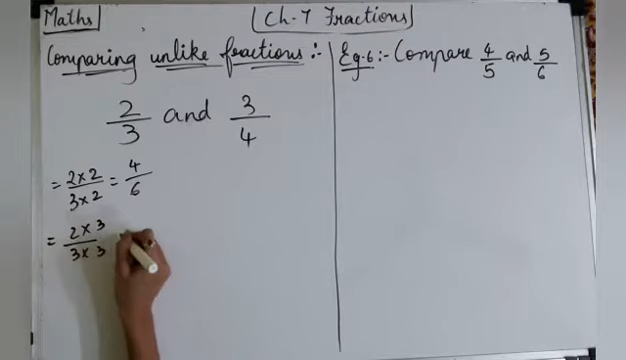 Maths
Ch-7 Fractions
Comparing unlike fractions :-
2/3 and 3/4
= 2×2/3×2 = 4/6
= 2×3/3×3
Eg-6:- Compare 4/5 and 5/6